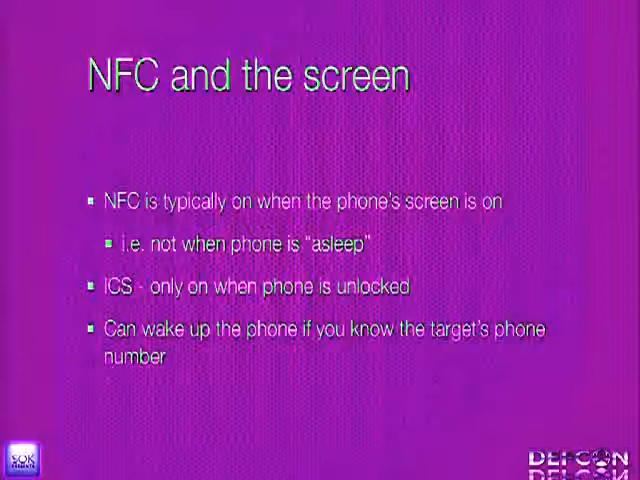 NFC and the screen
NFC is typically on when the phone's screen is on
i.e. not when phone is "asleep"
ICS - only on when phone is unlocked
Can wake up the phone if you know the target's phone
number
SOK
DEFCON